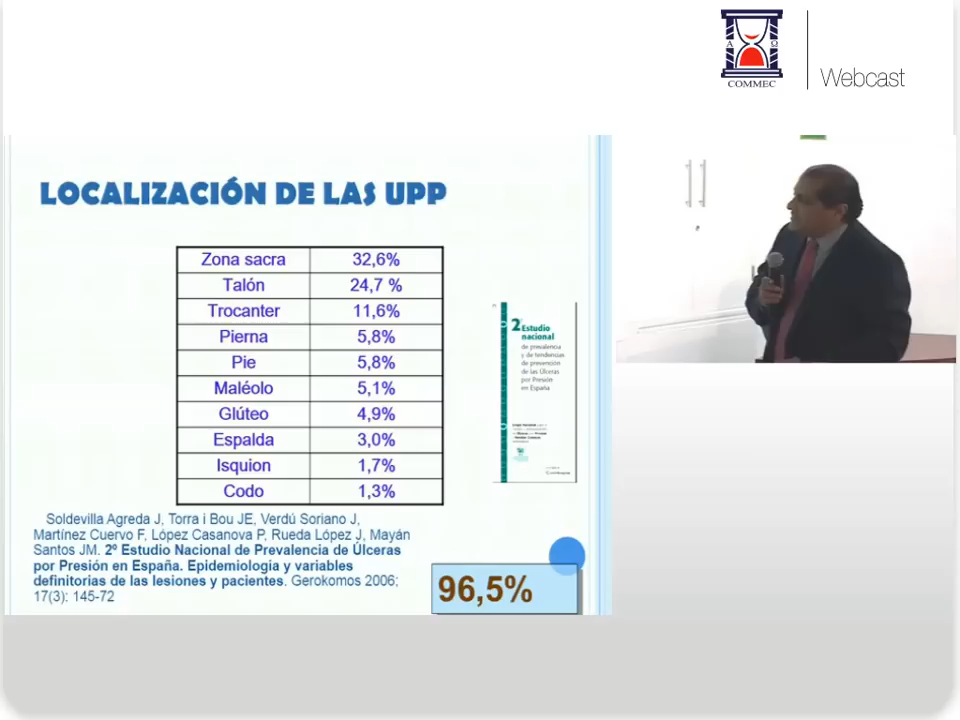 A Ω
COMMEC
Webcast
LOCALIZACIÓN DE LAS UPP
Zona sacra 32,6%
Talón 24,7 %
Trocanter 11,6%
Pierna 5,8%
Pie 5,8%
Maléolo 5,1%
Glúteo 4,9%
Espalda 3,0%
Isquion 1,7%
Codo 1,3%
2º Estudio
nacional
de prevalencia
y de tendencias
de prevención
de las Úlceras
por Presión
en España
Soldevilla Agreda J, Torra i Bou JE, Verdú Soriano J,
Martínez Cuervo F, López Casanova P, Rueda López J, Mayán
Santos JM. 2º Estudio Nacional de Prevalencia de Úlceras
por Presión en España. Epidemiologia y variables
definitorias de las lesiones y pacientes. Gerokomos 2006;
17(3): 145-72
96,5%